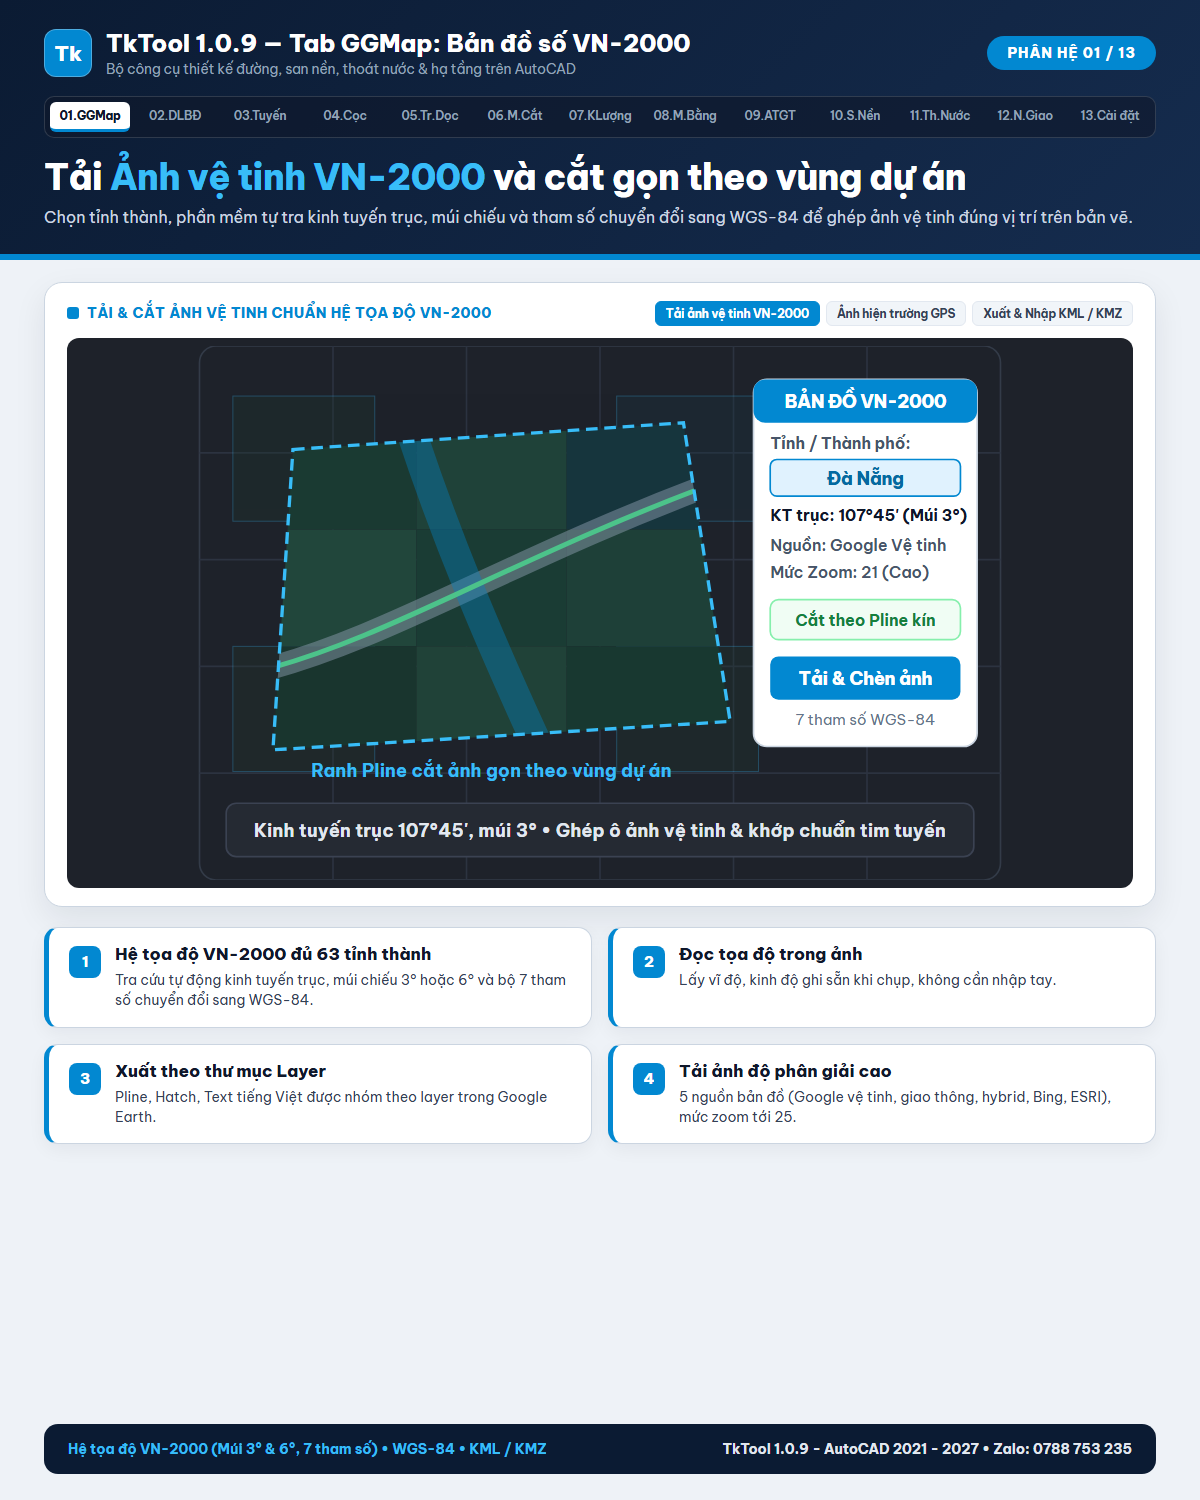 Tk
TkTool 1.0.9 — Tab GGMap: Bản đồ số VN-2000
Bộ công cụ thiết kế đường, san nền, thoát nước & hạ tầng trên AutoCAD
PHÂN HỆ 01 / 13
01.GGMap 02.DLBĐ 03.Tuyến 04.Cọc 05.Tr.Dọc 06.M.Cắt 07.KLượng 08.M.Bằng 09.ATGT 10.S.Nền 11.Th.Nước 12.N.Giao 13.Cài đặt
Tải Ảnh vệ tinh VN-2000 và cắt gọn theo vùng dự án
Chọn tỉnh thành, phần mềm tự tra kinh tuyến trục, múi chiếu và tham số chuyển đổi sang WGS-84 để ghép ảnh vệ tinh đúng vị trí trên bản vẽ.
TẢI & CẮT ẢNH VỆ TINH CHUẨN HỆ TỌA ĐỘ VN-2000
Tải ảnh vệ tinh VN-2000 Ảnh hiện trường GPS Xuất & Nhập KML / KMZ
BẢN ĐỒ VN-2000
Tỉnh / Thành phố:
Đà Nẵng
KT trục: 107°45' (Múi 3°)
Nguồn: Google Vệ tinh
Mức Zoom: 21 (Cao)
Cắt theo Pline kín
Tải & Chèn ảnh
7 tham số WGS-84
Ranh Pline cắt ảnh gọn theo vùng dự án
Kinh tuyến trục 107°45', múi 3° • Ghép ô ảnh vệ tinh & khớp chuẩn tim tuyến
1
Hệ tọa độ VN-2000 đủ 63 tỉnh thành
Tra cứu tự động kinh tuyến trục, múi chiếu 3° hoặc 6° và bộ 7 tham
số chuyển đổi sang WGS-84.
2
Đọc tọa độ trong ảnh
Lấy vĩ độ, kinh độ ghi sẵn khi chụp, không cần nhập tay.
3
Xuất theo thư mục Layer
Pline, Hatch, Text tiếng Việt được nhóm theo layer trong Google
Earth.
4
Tải ảnh độ phân giải cao
5 nguồn bản đồ (Google vệ tinh, giao thông, hybrid, Bing, ESRI),
mức zoom tới 25.
Hệ tọa độ VN-2000 (Múi 3° & 6°, 7 tham số) • WGS-84 • KML / KMZ
TkTool 1.0.9 - AutoCAD 2021 - 2027 • Zalo: 0788 753 235